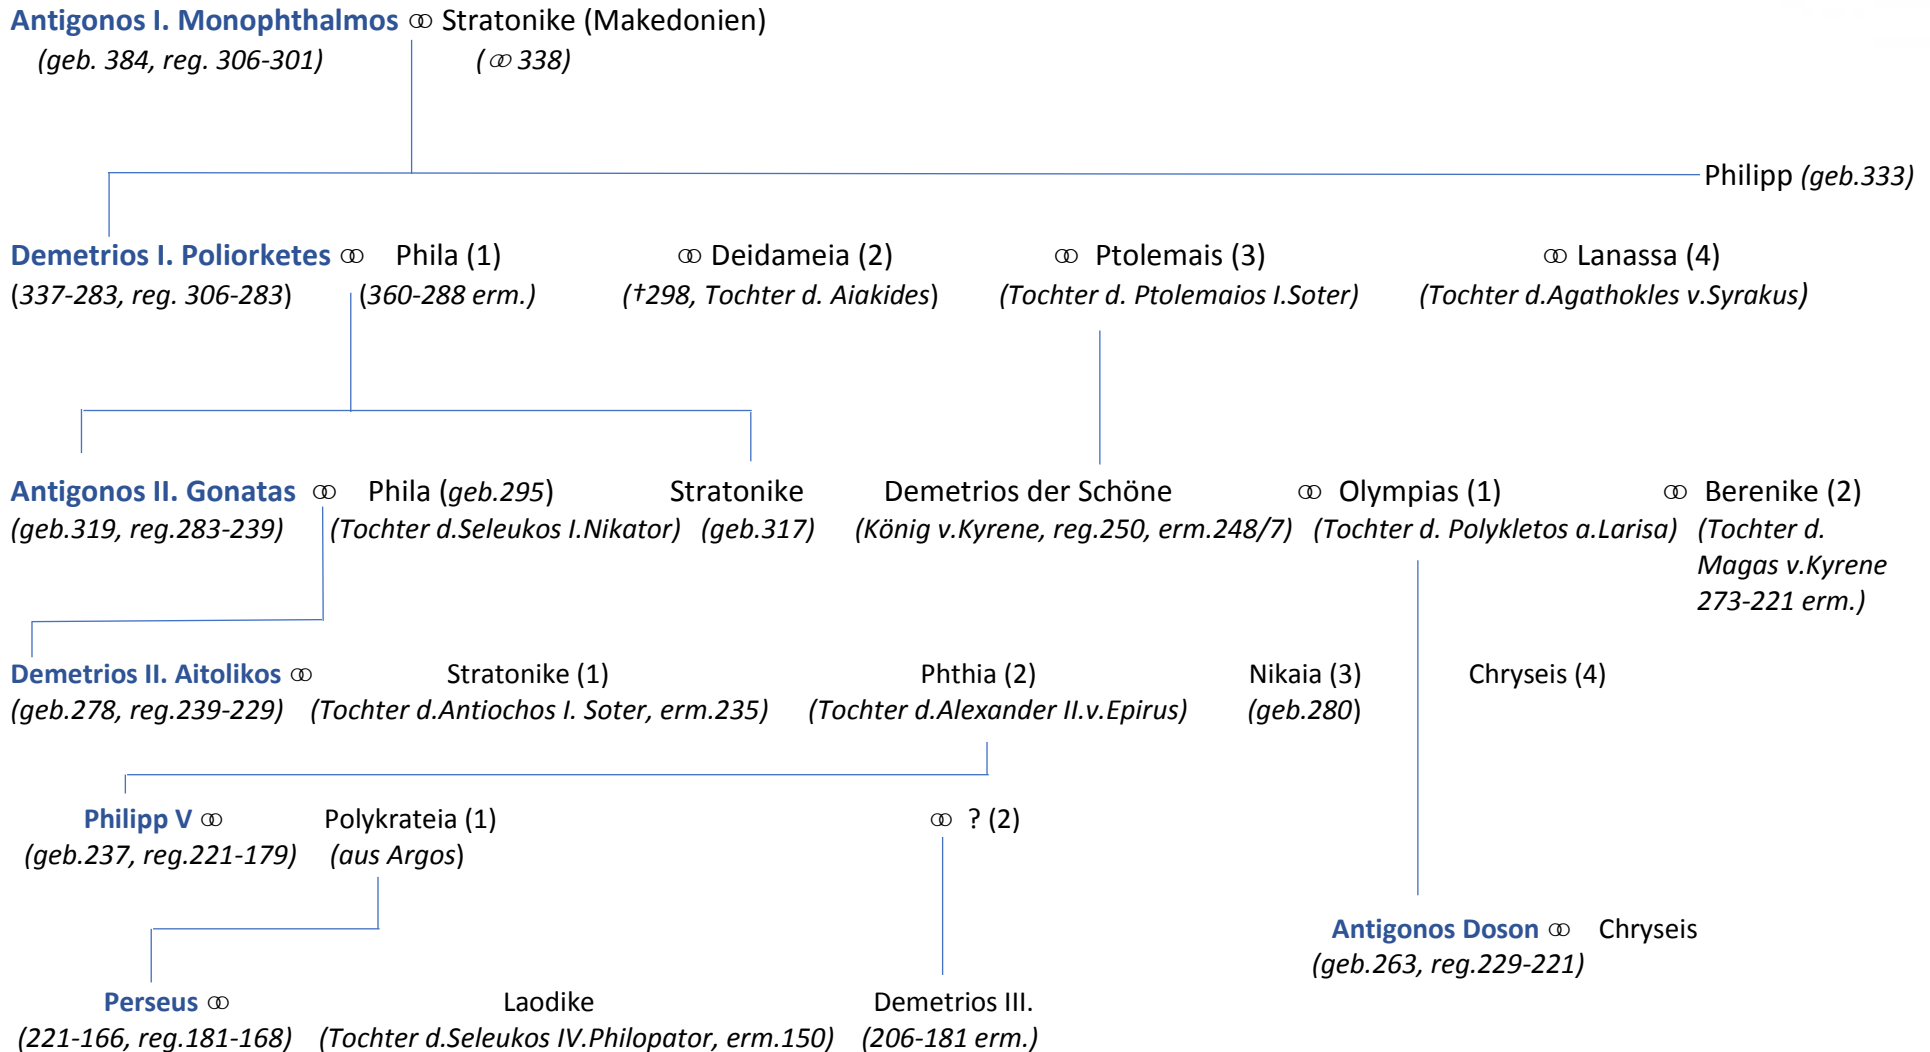 Antigonos I. Monophthalmos ⚭ Stratonike (Makedonien)
(geb. 384, reg. 306-301) (⚭ 338)
Philipp (geb.333)
Demetrios I. Poliorketes ⚭ Phila (1) ⚭ Deidameia (2) ⚭ Ptolemais (3) ⚭ Lanassa (4)
(337-283, reg. 306-283) (360-288 erm.) (†298, Tochter d. Aiakides) (Tochter d. Ptolemaios I.Soter) (Tochter d.Agathokles v.Syrakus)
Antigonos II. Gonatas ⚭ Phila (geb.295) Stratonike Demetrios der Schöne ⚭ Olympias (1) ⚭ Berenike (2)
(geb.319, reg.283-239) (Tochter d.Seleukos I.Nikator) (geb.317) (König v.Kyrene, reg.250, erm.248/7) (Tochter d. Polykletos a.Larisa) (Tochter d.
Magas v.Kyrene
273-221 erm.)
Demetrios II. Aitolikos ⚭ Stratonike (1) Phthia (2) Nikaia (3) Chryseis (4)
(geb.278, reg.239-229) (Tochter d.Antiochos I. Soter, erm.235) (Tochter d.Alexander II.v.Epirus) (geb.280)
Philipp V ⚭ Polykrateia (1) ⚭ ? (2)
(geb.237, reg.221-179) (aus Argos)
Antigonos Doson ⚭ Chryseis
(geb.263, reg.229-221)
Perseus ⚭ Laodike Demetrios III.
(221-166, reg.181-168) (Tochter d.Seleukos IV.Philopator, erm.150) (206-181 erm.)